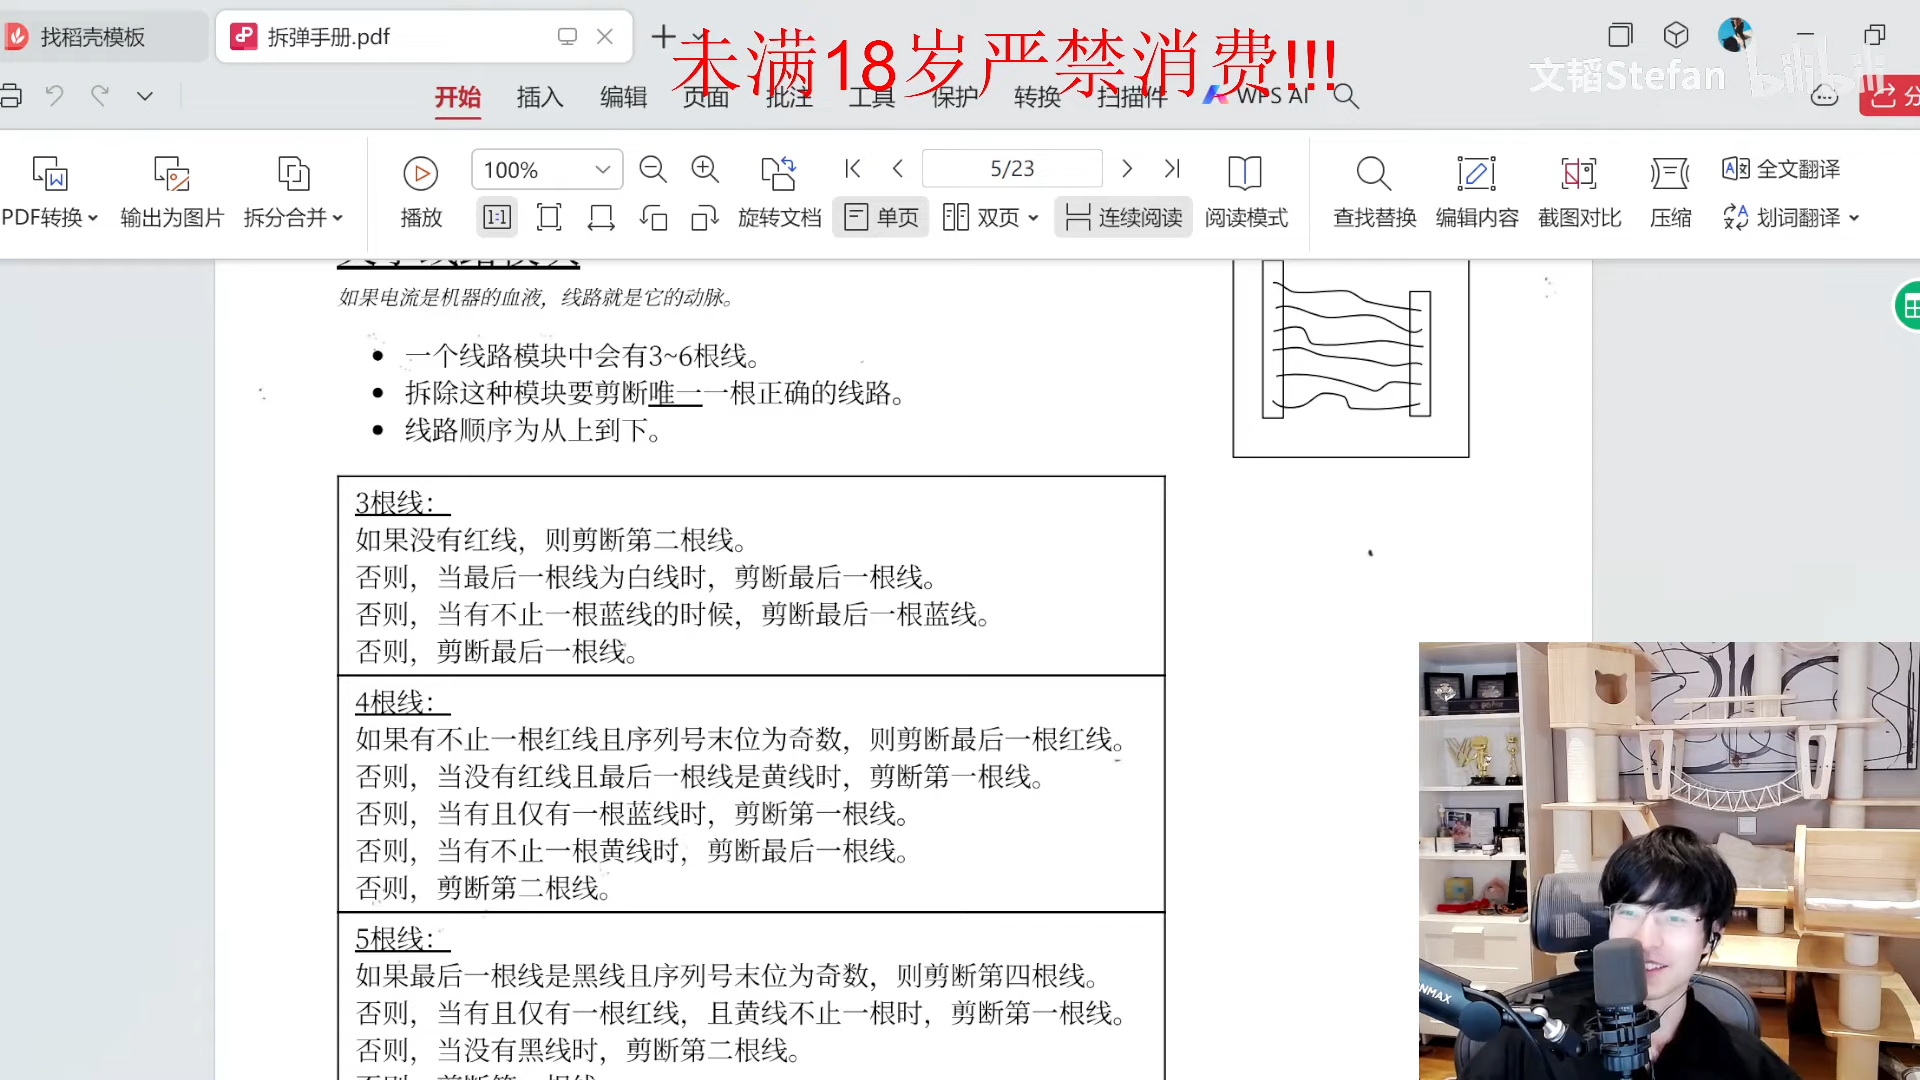 找稻壳模板
拆弹手册.pdf
未满18岁严禁消费!!!
文韬Stefan
bilibili
开始 插入 编辑 页面 批注 工具 保护 转换 扫描件 WPS AI
分
PDF转换 输出为图片 拆分合并 播放
100%
旋转文档
5/23
单页 双页 连续阅读 阅读模式
查找替换 编辑内容 截图对比 压缩
全文翻译
划词翻译
如果电流是机器的血液，线路就是它的动脉。
一个线路模块中会有3~6根线。
拆除这种模块要剪断唯一一根正确的线路。
线路顺序为从上到下。
3根线：
如果没有红线，则剪断第二根线。
否则，当最后一根线为白线时，剪断最后一根线。
否则，当有不止一根蓝线的时候，剪断最后一根蓝线。
否则，剪断最后一根线。
4根线：
如果有不止一根红线且序列号末位为奇数，则剪断最后一根红线。
否则，当没有红线且最后一根线是黄线时，剪断第一根线。
否则，当有且仅有一根蓝线时，剪断第一根线。
否则，当有不止一根黄线时，剪断最后一根线。
否则，剪断第二根线。
5根线：
如果最后一根线是黑线且序列号末位为奇数，则剪断第四根线。
否则，当有且仅有一根红线，且黄线不止一根时，剪断第一根线。
否则，当没有黑线时，剪断第二根线。